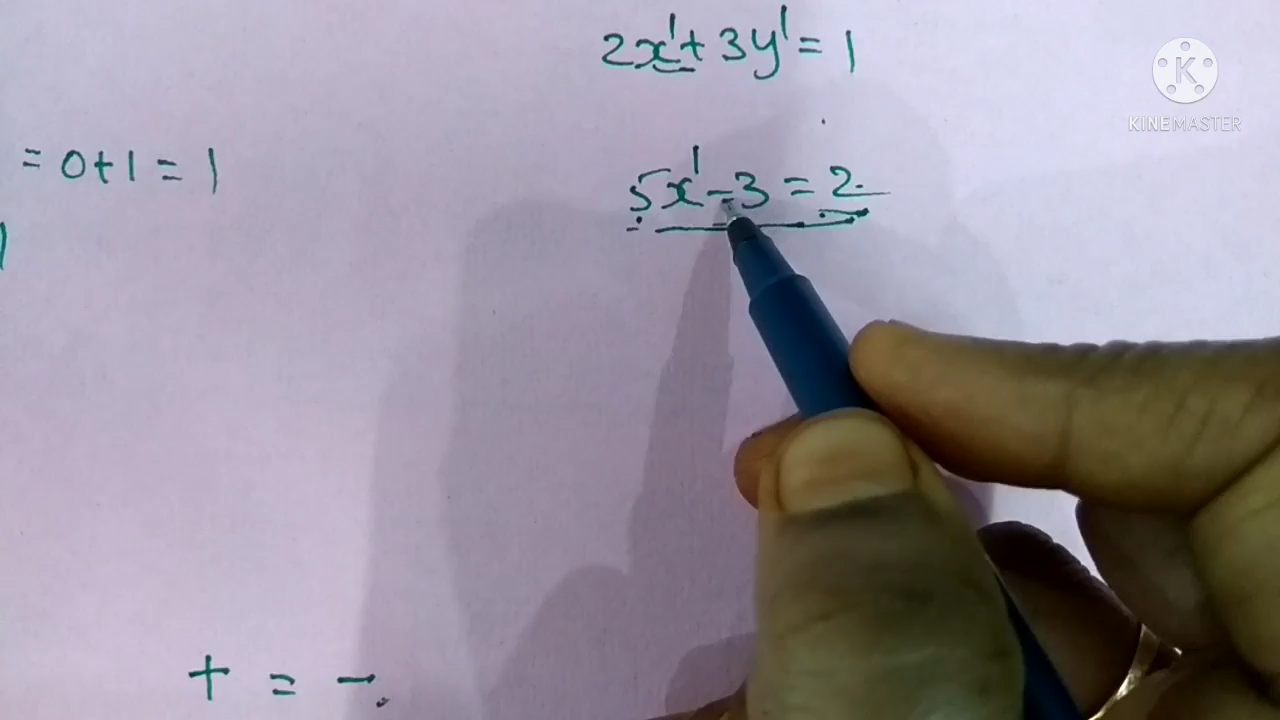 2x¹ + 3y¹ = 1
KINEMASTER
= 0+1 = 1
5x¹ - 3 = 2
+ = -